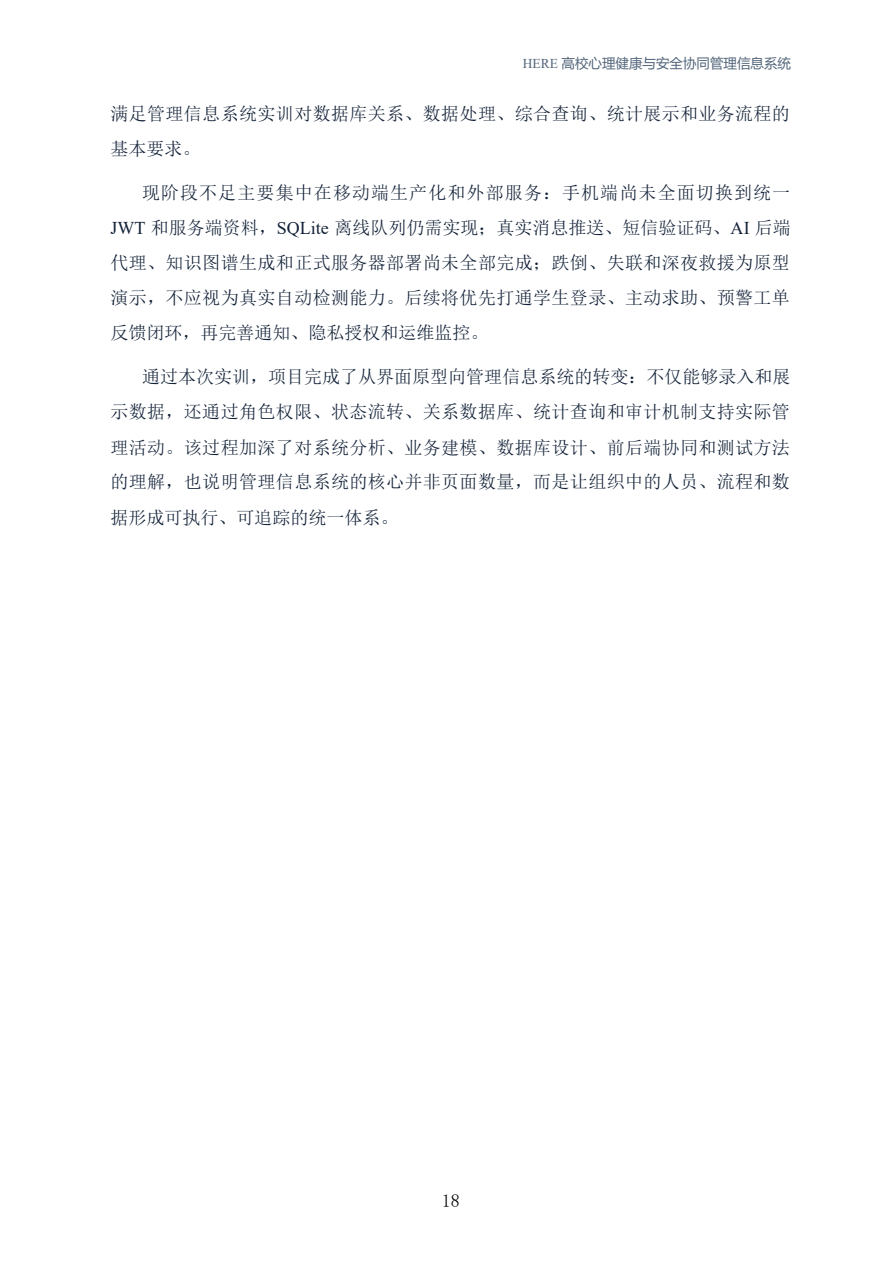 HERE 高校心理健康与安全协同管理信息系统
满足管理信息系统实训对数据库关系、数据处理、综合查询、统计展示和业务流程的
基本要求。
现阶段不足主要集中在移动端生产化和外部服务：手机端尚未全面切换到统一
JWT 和服务端资料，SQLite 离线队列仍需实现；真实消息推送、短信验证码、AI 后端
代理、知识图谱生成和正式服务器部署尚未全部完成；跌倒、失联和深夜救援为原型
演示，不应视为真实自动检测能力。后续将优先打通学生登录、主动求助、预警工单
反馈闭环，再完善通知、隐私授权和运维监控。
通过本次实训，项目完成了从界面原型向管理信息系统的转变：不仅能够录入和展
示数据，还通过角色权限、状态流转、关系数据库、统计查询和审计机制支持实际管
理活动。该过程加深了对系统分析、业务建模、数据库设计、前后端协同和测试方法
的理解，也说明管理信息系统的核心并非页面数量，而是让组织中的人员、流程和数
据形成可执行、可追踪的统一体系。
18